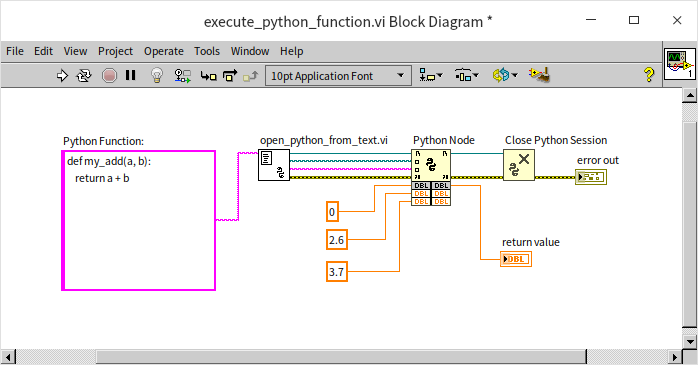 execute_python_function.vi Block Diagram *
File Edit View Project Operate Tools Window Help
10pt Application Font
?
1
Python Function:
def my_add(a, b):
return a + b
open_python_from_text.vi
Python Node
Close Python Session
error out
DBL DBL
DBL DBL
DBL DBL
0
2.6
3.7
return value
DBL